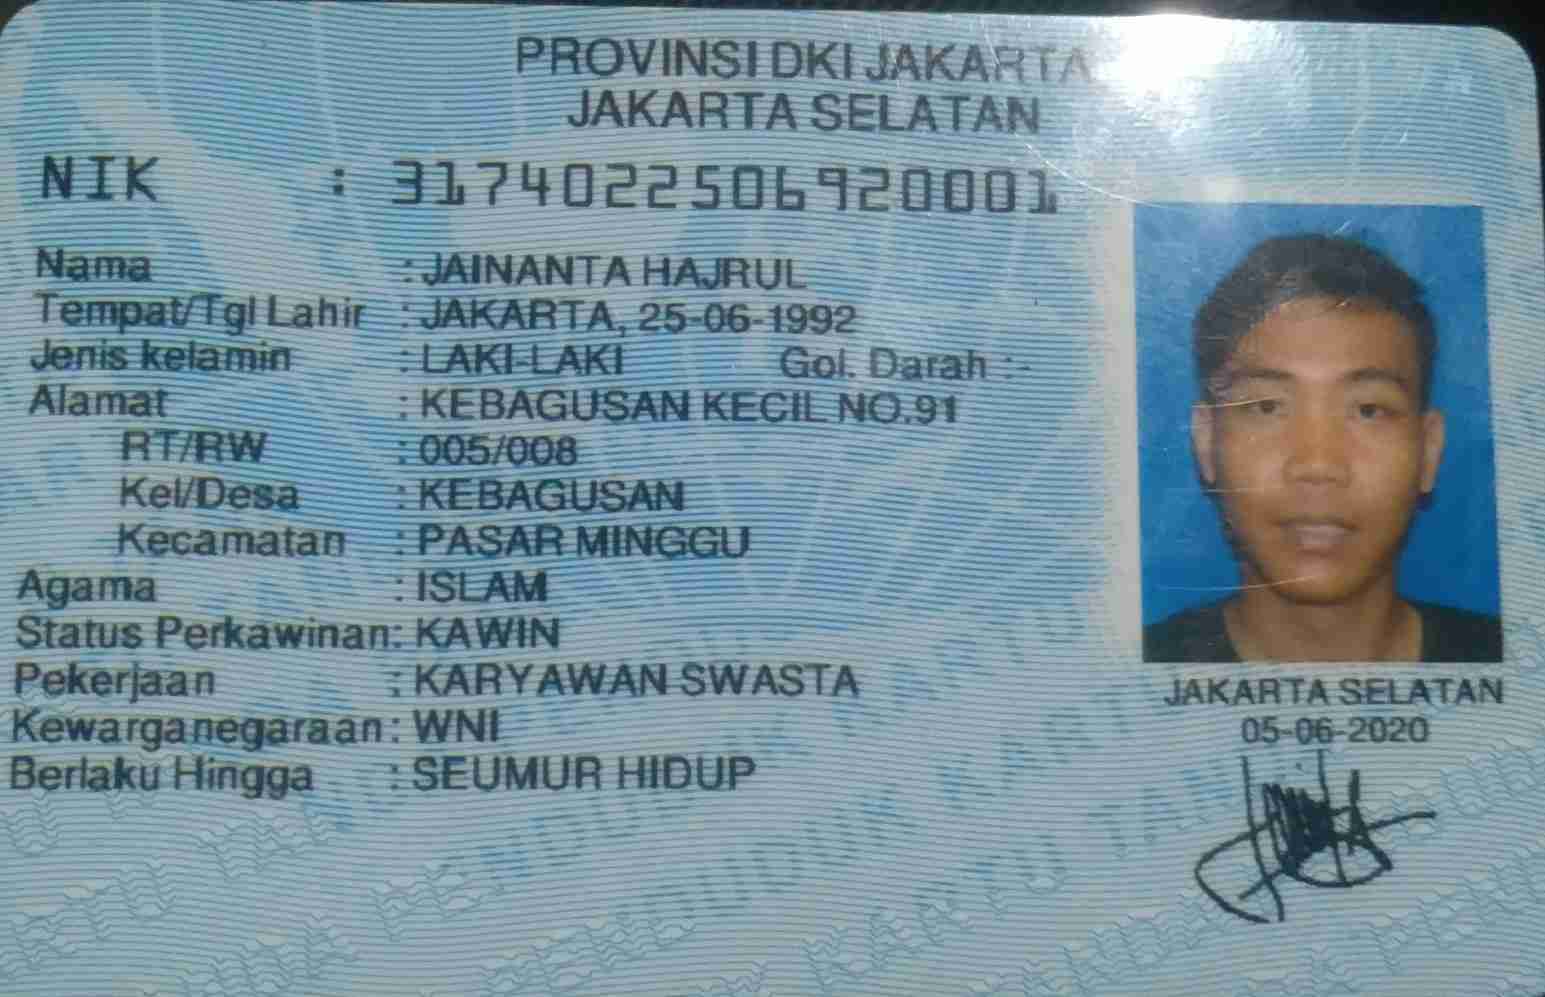 PROVINSI DKI JAKARTA
JAKARTA SELATAN
NIK : 3174022506920001
Nama : JAINANTA HAJRUL
Tempat/Tgl Lahir : JAKARTA, 25-06-1992
Jenis kelamin : LAKI-LAKI Gol. Darah : -
Alamat : KEBAGUSAN KECIL NO.91
RT/RW : 005/008
Kel/Desa : KEBAGUSAN
Kecamatan : PASAR MINGGU
Agama : ISLAM
Status Perkawinan: KAWIN
Pekerjaan : KARYAWAN SWASTA
Kewarganegaraan: WNI
Berlaku Hingga : SEUMUR HIDUP
JAKARTA SELATAN
05-06-2020